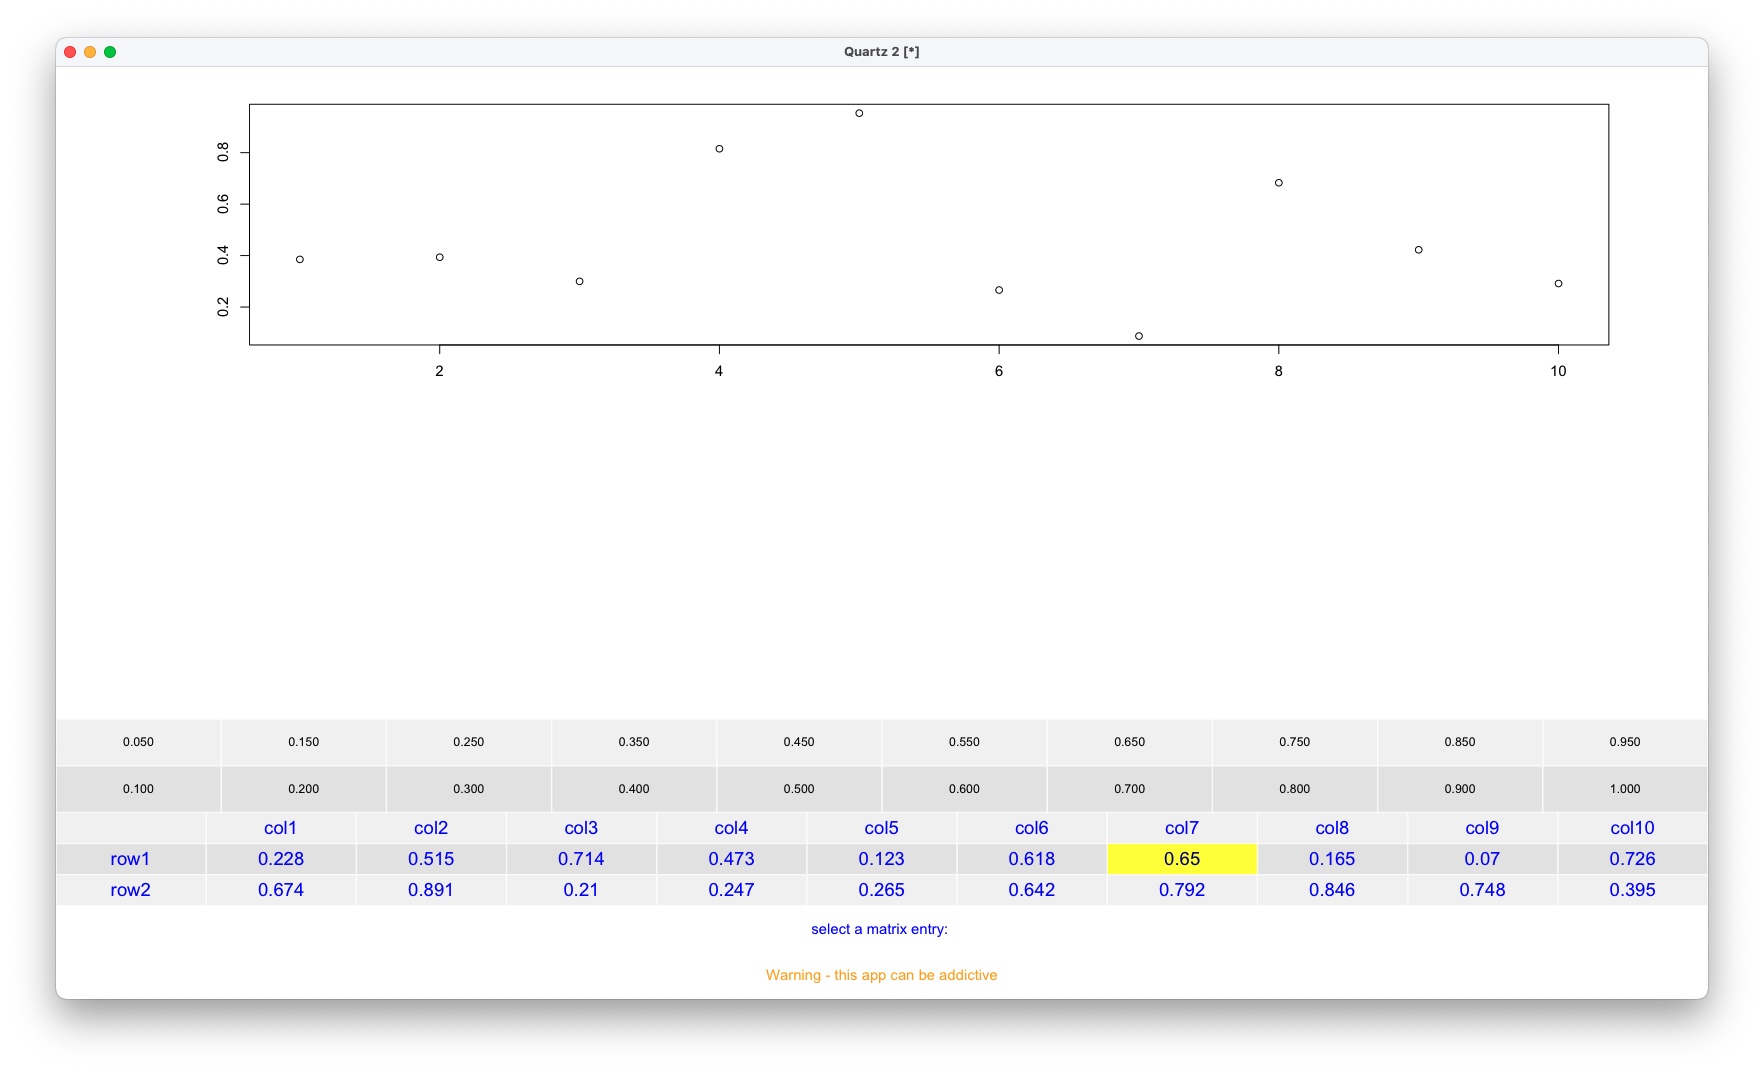 Quartz 2 [*]
0.8
0.6
0.4
0.2
2 4 6 8 10
0.050 0.150 0.250 0.350 0.450 0.550 0.650 0.750 0.850 0.950
0.100 0.200 0.300 0.400 0.500 0.600 0.700 0.800 0.900 1.000
col1 col2 col3 col4 col5 col6 col7 col8 col9 col10
row1 0.228 0.515 0.714 0.473 0.123 0.618 0.65 0.165 0.07 0.726
row2 0.674 0.891 0.21 0.247 0.265 0.642 0.792 0.846 0.748 0.395
select a matrix entry:
Warning - this app can be addictive